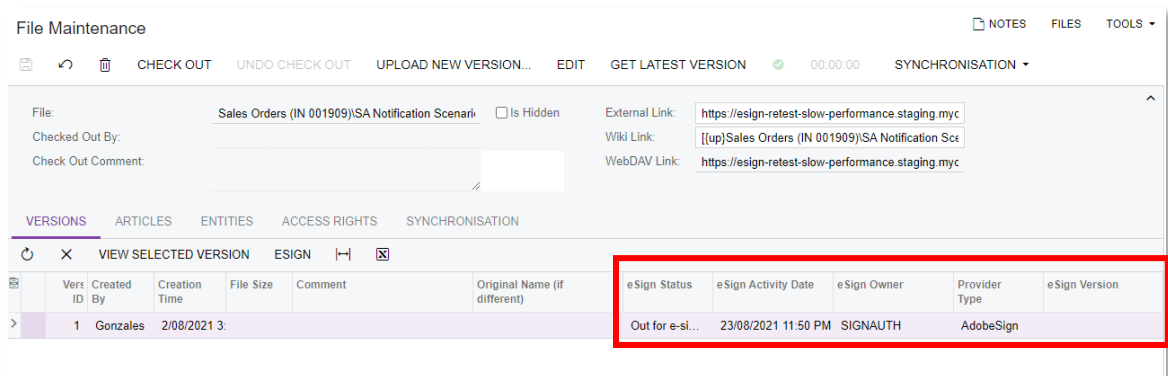 File Maintenance NOTES FILES TOOLS
CHECK OUT UNDO CHECK OUT UPLOAD NEW VERSION... EDIT GET LATEST VERSION 00:00:00 SYNCHRONISATION
File: Sales Orders (IN 001909)\SA Notification Scenari Is Hidden External Link: https://esign-retest-slow-performance.staging.myc
Checked Out By: Wiki Link: [{up}Sales Orders (IN 001909)\SA Notification Sce
Check Out Comment: WebDAV Link: https://esign-retest-slow-performance.staging.myc
VERSIONS ARTICLES ENTITIES ACCESS RIGHTS SYNCHRONISATION
VIEW SELECTED VERSION ESIGN
Vers Created Creation File Size Comment Original Name (if eSign Status eSign Activity Date eSign Owner Provider eSign Version
ID By Time different) Type
1 Gonzales 2/08/2021 3: Out for e-si... 23/08/2021 11:50 PM SIGNAUTH AdobeSign